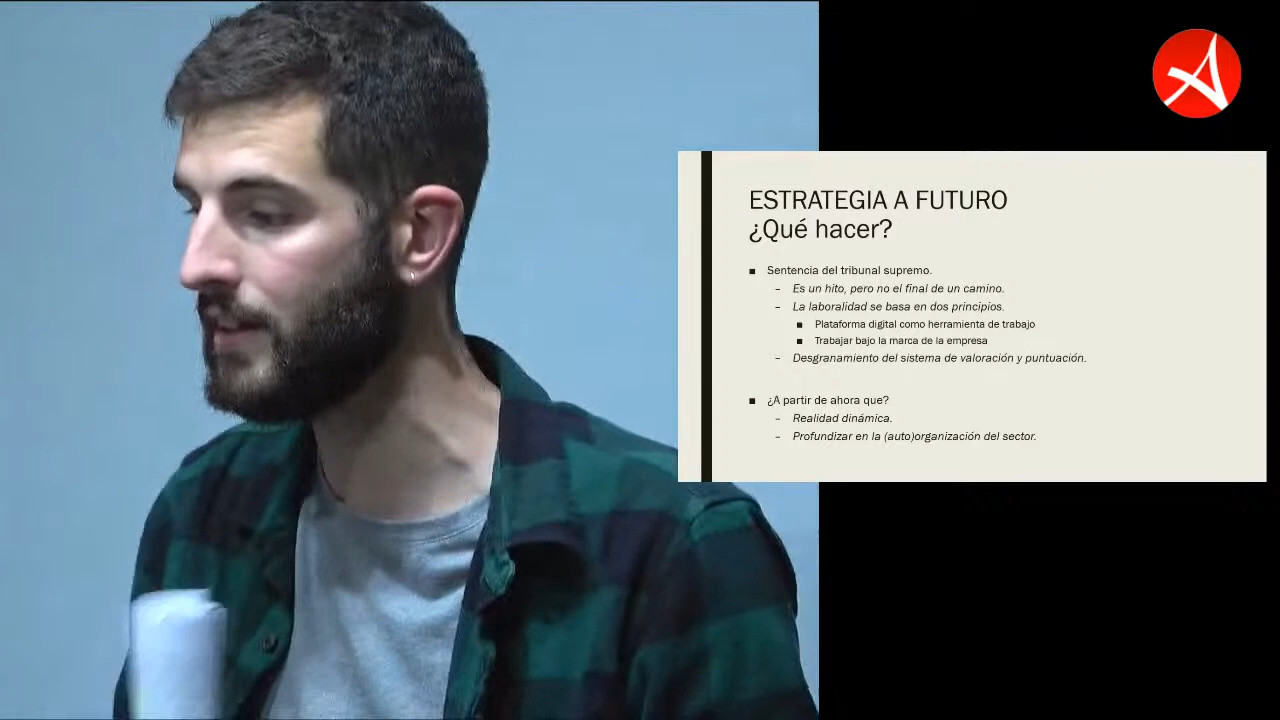 ESTRATEGIA A FUTURO
¿Qué hacer?
■ Sentencia del tribunal supremo.
– Es un hito, pero no el final de un camino.
– La laboralidad se basa en dos principios.
■ Plataforma digital como herramienta de trabajo
■ Trabajar bajo la marca de la empresa
– Desgranamiento del sistema de valoración y puntuación.
■ ¿A partir de ahora que?
– Realidad dinámica.
– Profundizar en la (auto)organización del sector.